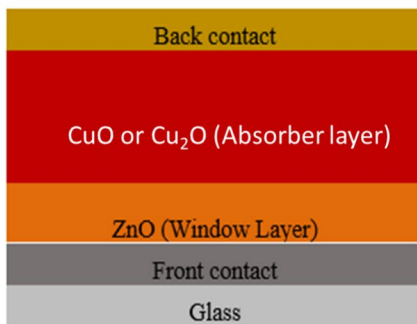 Back contact
CuO or Cu₂O (Absorber layer)
ZnO (Window Layer)
Front contact
Glass